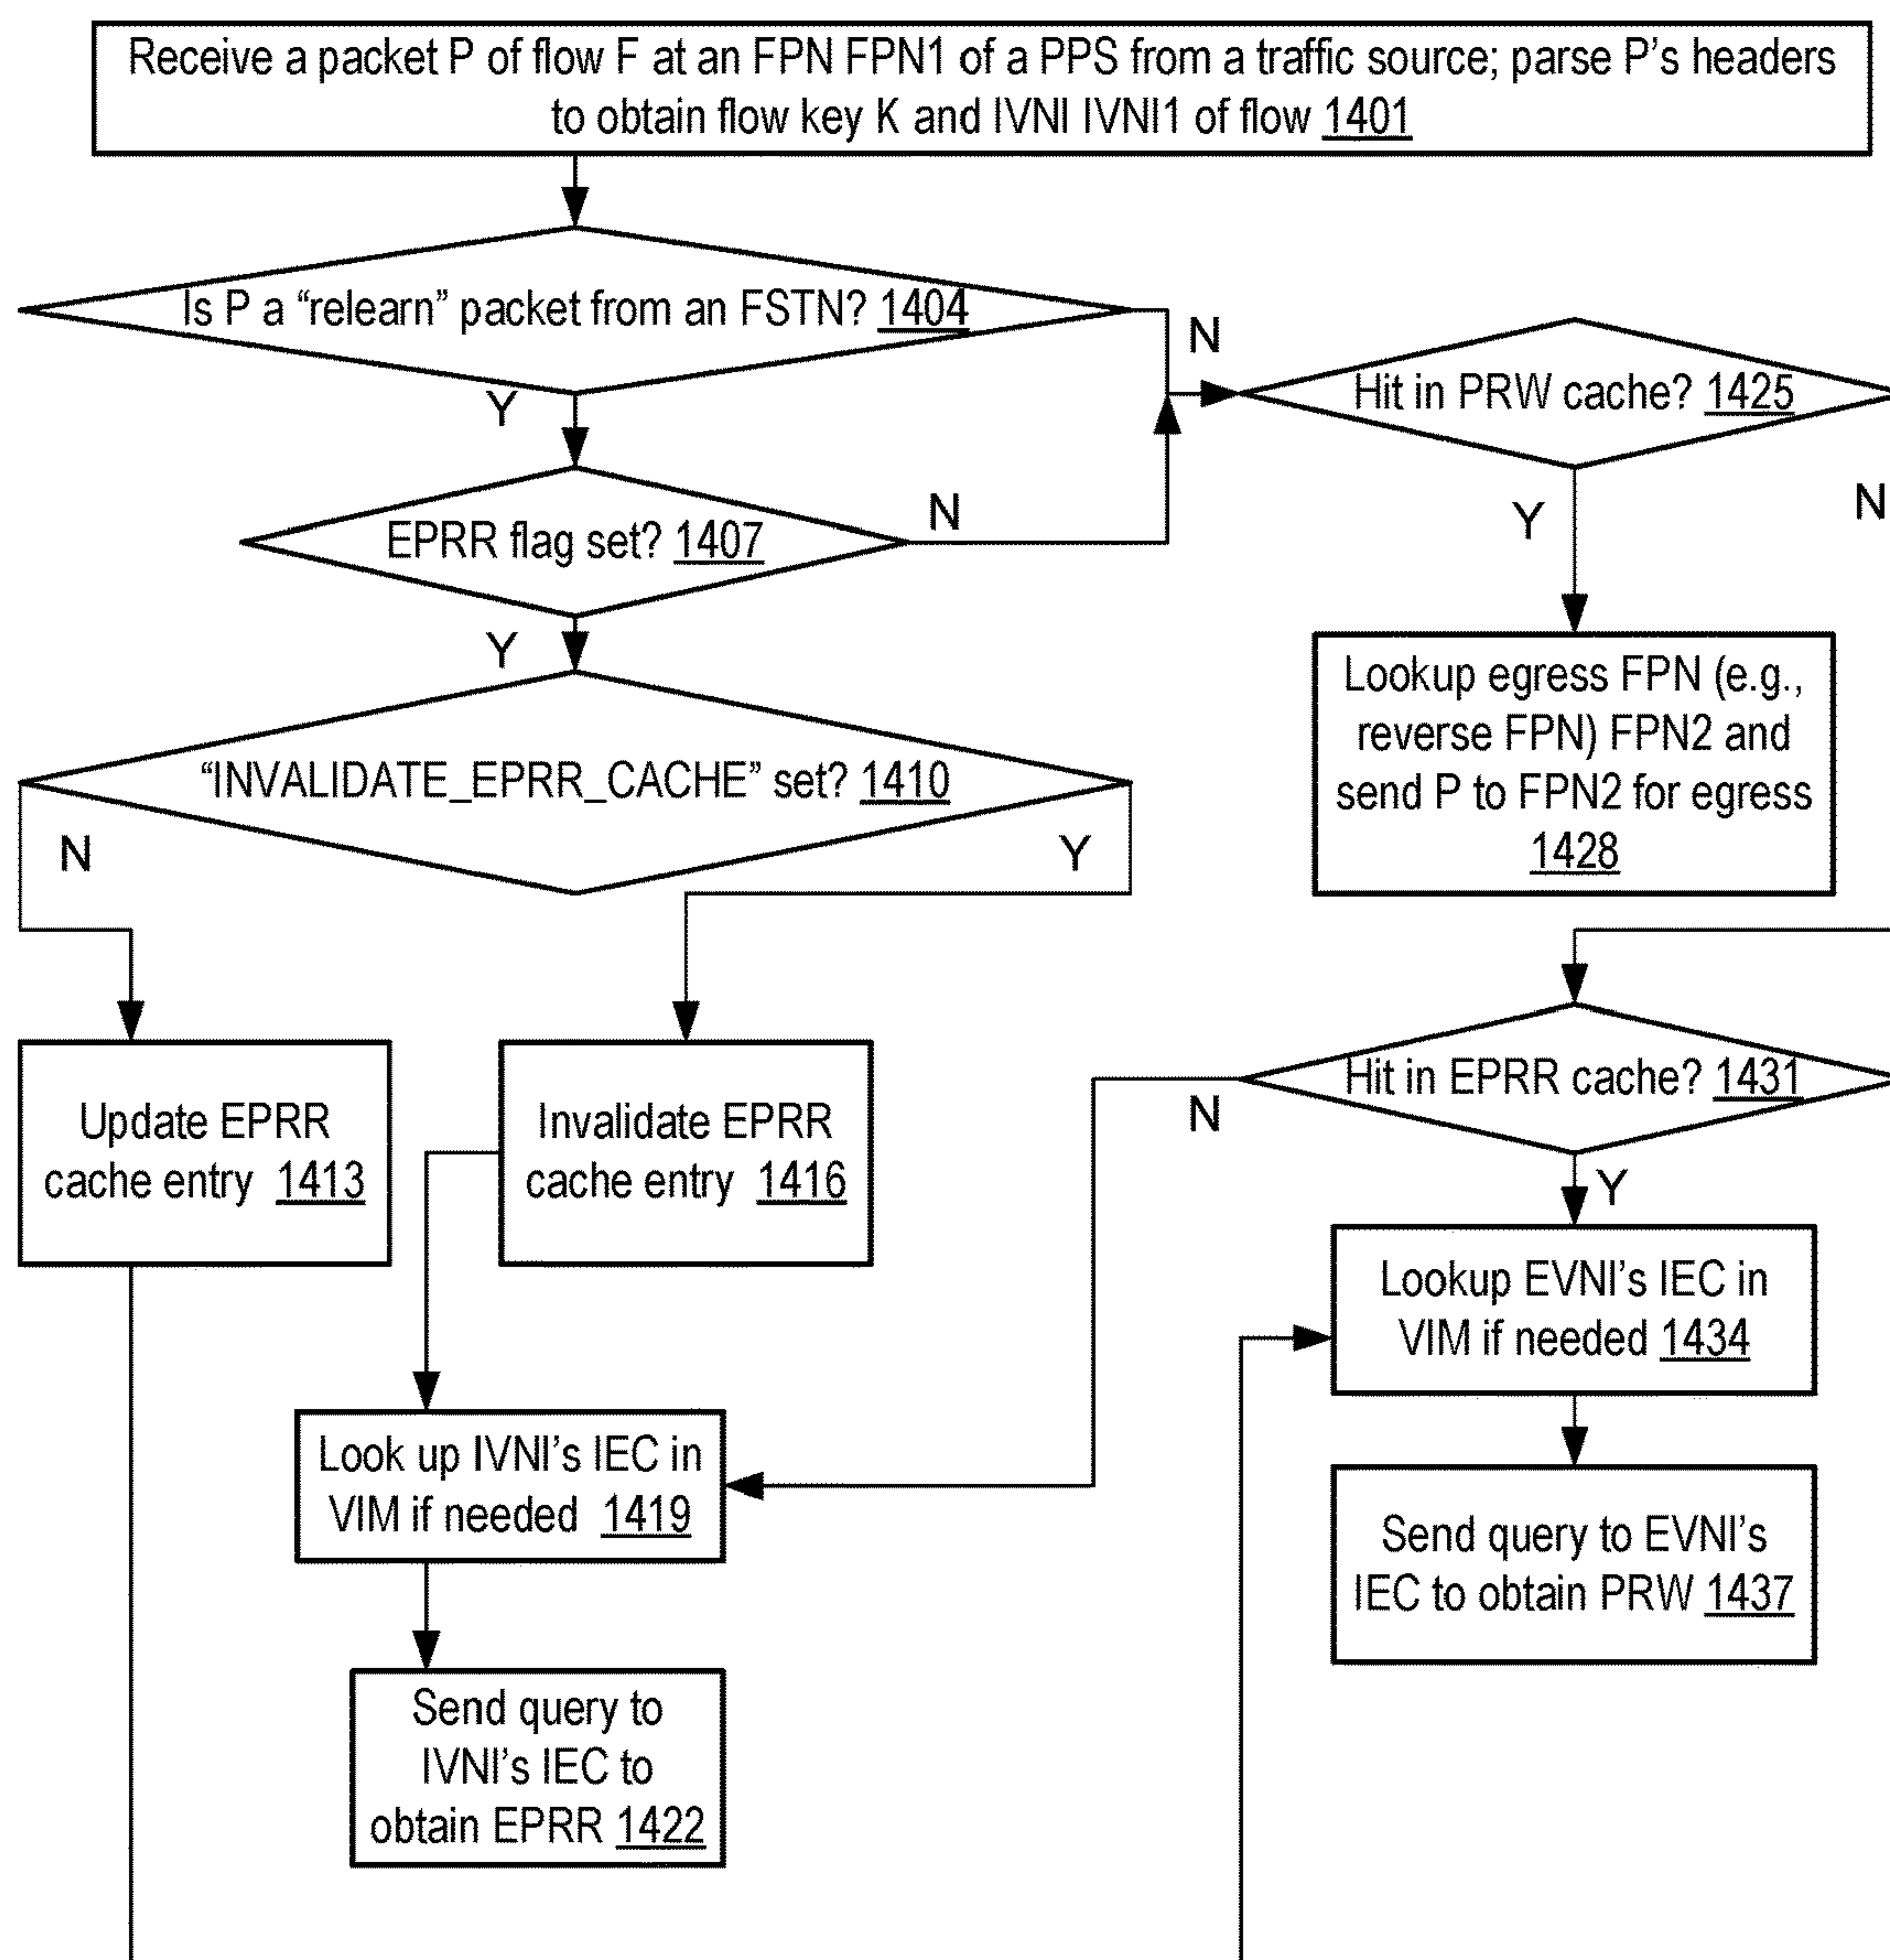 Receive a packet P of flow F at an FPN FPN1 of a PPS from a traffic source; parse P's headers
to obtain flow key K and IVNI IVNI1 of flow 1401
Is P a “relearn” packet from an FSTN? 1404
N
Y
Hit in PRW cache? 1425
EPRR flag set? 1407
N
Y
N
Y
Lookup egress FPN (e.g.,
reverse FPN) FPN2 and
send P to FPN2 for egress
1428
“INVALIDATE_EPRR_CACHE” set? 1410
N
Y
Hit in EPRR cache? 1431
N
Y
Update EPRR
cache entry 1413
Invalidate EPRR
cache entry 1416
Lookup EVNI's IEC in
VIM if needed 1434
Look up IVNI's IEC in
VIM if needed 1419
Send query to EVNI's
IEC to obtain PRW 1437
Send query to
IVNI's IEC to
obtain EPRR 1422